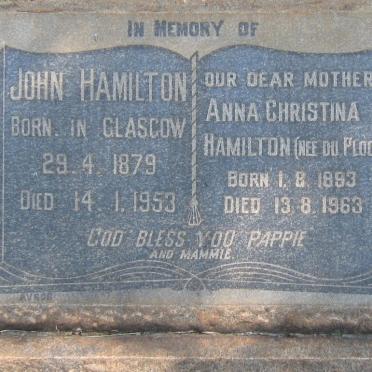 IN MEMORY OF
JOHN HAMILTON
BORN. IN GLASCOW
29.4.1879
DIED 14.1.1953
OUR DEAR MOTHER
ANNA CHRISTINA
HAMILTON (NEE DU PLOO
BORN 1.8.1893
DIED 13.8.1963
GOD BLESS YOU PAPPIE
AND MAMMIE.